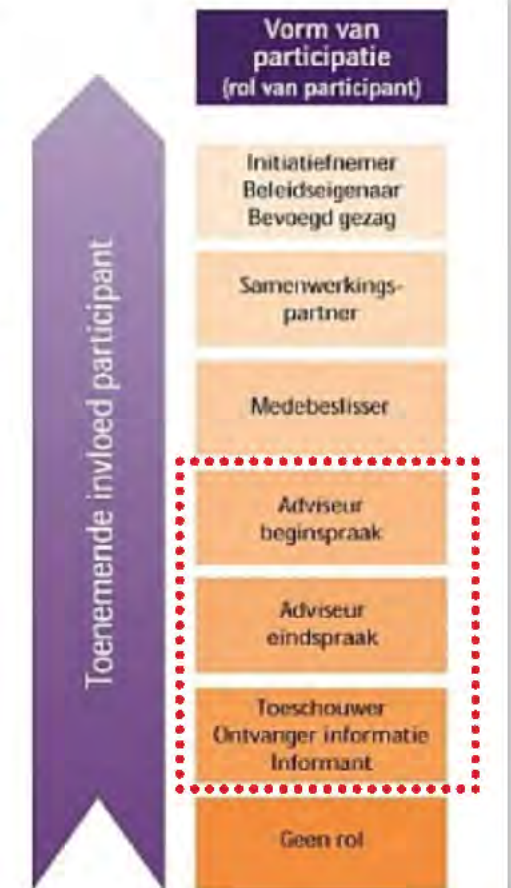 Vorm van
participatie
(rol van participant)
Toenemende invloed participant
Initiatiefnemer
Beleidseigenaar
Bevoegd gezag
Samenwerkings-
partner
Medebeslisser
Adviseur
beginspraak
Adviseur
eindspraak
Toeschouwer
Ontvanger informatie
Informant
Geen rol